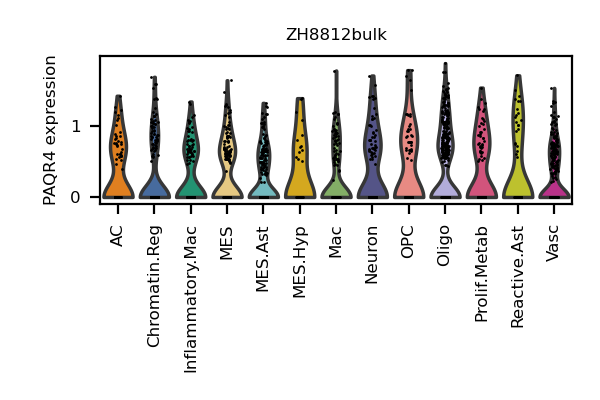 ZH8812bulk
PAQR4 expression
1
0
AC
Chromatin.Reg
Inflammatory.Mac
MES
MES.Ast
MES.Hyp
Mac
Neuron
OPC
Oligo
Prolif.Metab
Reactive.Ast
Vasc